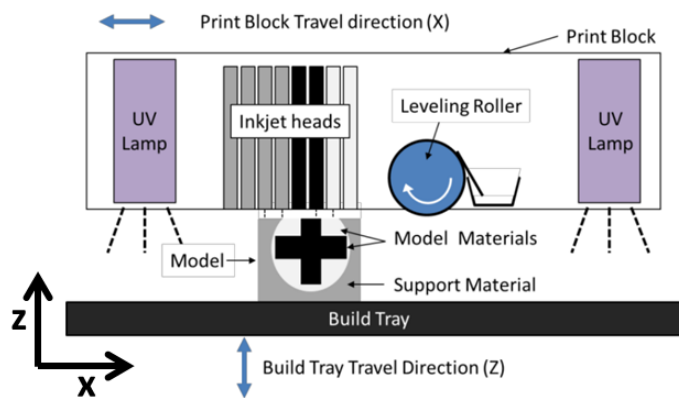 Print Block Travel direction (X)
Print Block
UV
Lamp
Inkjet heads
Leveling Roller
UV
Lamp
Model
Model Materials
Support Material
Build Tray
Z
X
Build Tray Travel Direction (Z)